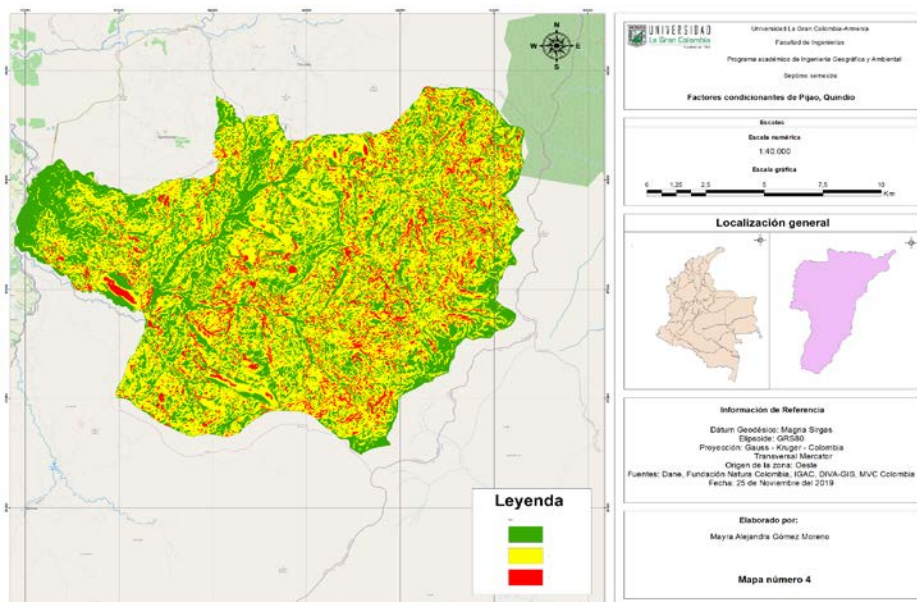 N
W E
S
Leyenda
UNIVERSIDAD
La Gran Colombia
Universidad La Gran Colombia-Armenia
Facultad de Ingenierías
Programa académico de Ingeniería Geográfica y Ambiental
Septimo semestre
Factores condicionantes de Pijao, Quindio
Escalas
Escala numérica
1:40.000
Escala gráfica
0 1,25 2,5 5 7,5 10
Km
Localización general
Información de Referencia
Dátum Geodésico: Magna Sirgas
Elipsoide: GRS80
Proyección: Gauss - Kruger - Colombia
Transversal Mercator
Origen de la zona: Oeste
Fuentes: Dane, Fundación Natura Colombia, IGAC, DIVA-GIS, MVC Colombia
Fecha: 25 de Noviembre del 2019
Elaborado por:
Mayra Alejandra Gómez Moreno
Mapa número 4